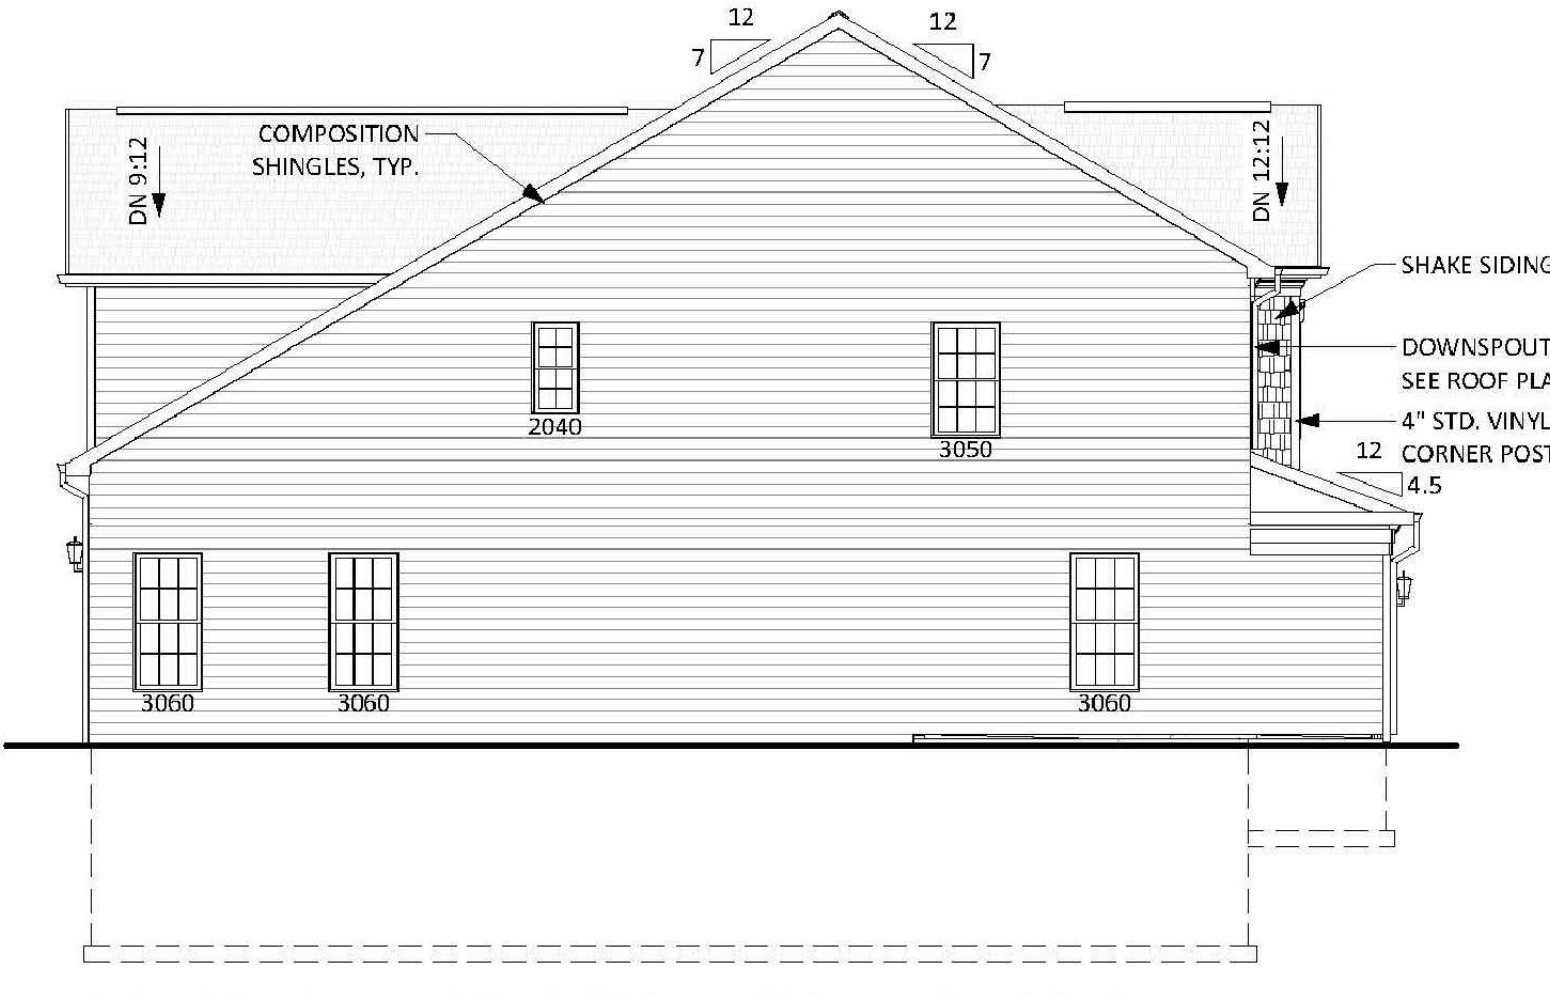 12
7
12
7
COMPOSITION
SHINGLES, TYP.
DN 9:12
DN 12:12
SHAKE SIDING
DOWNSPOUT
SEE ROOF PLA
4" STD. VINYL
CORNER POST
12
4.5
2040
3050
3060
3060
3060